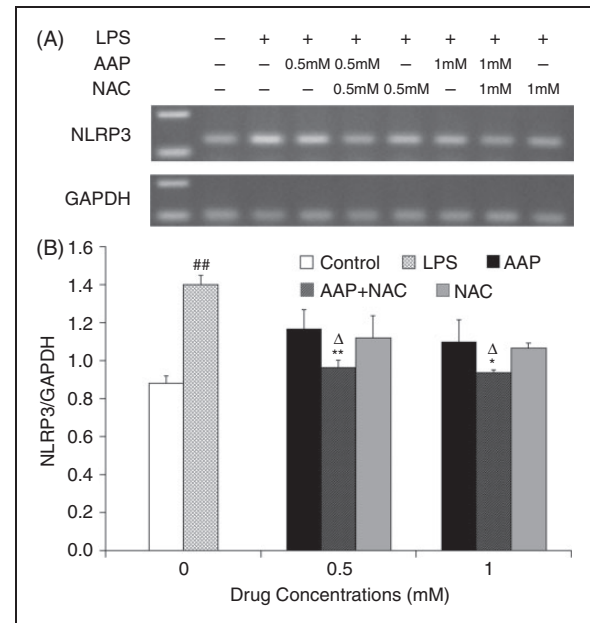 (A) LPS – + + + + + + +
AAP – – 0.5mM 0.5mM – 1mM 1mM –
NAC – – – 0.5mM 0.5mM – 1mM 1mM
NLRP3
GAPDH
(B)
1.6
1.4
1.2
1.0
0.8
0.6
0.4
0.2
0.0
NLRP3/GAPDH
Control LPS AAP
AAP+NAC NAC
##
Δ
**
Δ
*
0 0.5 1
Drug Concentrations (mM)